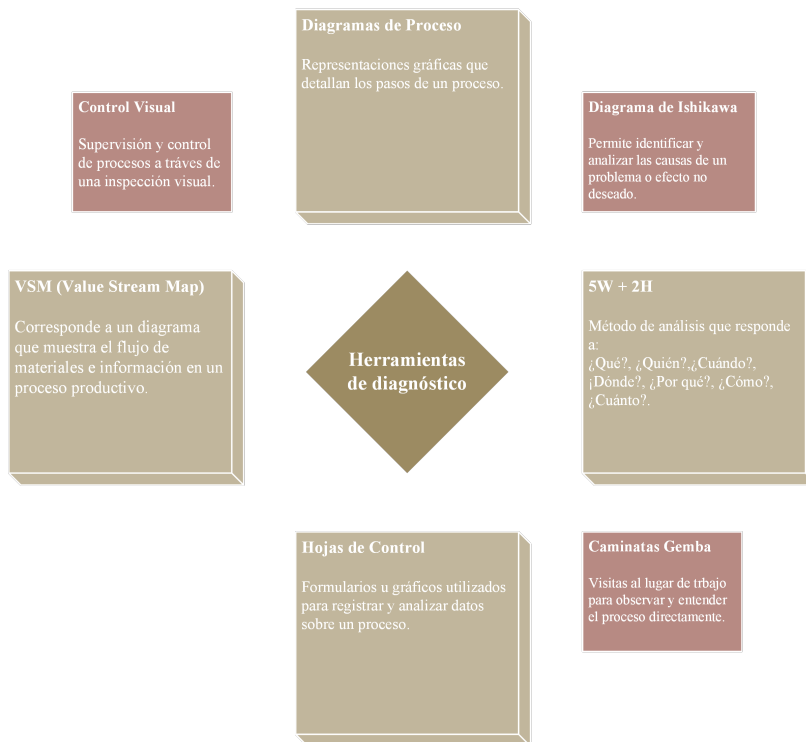 Diagramas de Proceso
Representaciones gráficas que
detallan los pasos de un proceso.
Control Visual
Supervisión y control
de procesos a tráves de
una inspección visual.
Diagrama de Ishikawa
Permite identificar y
analizar las causas de un
problema o efecto no
deseado.
VSM (Value Stream Map)
Corresponde a un diagrama
que muestra el flujo de
materiales e información en un
proceso productivo.
Herramientas
de diagnóstico
5W + 2H
Método de análisis que responde
a:
¿Qué?, ¿Quién?,¿Cuándo?,
¡Dónde?, ¿Por qué?, ¿Cómo?,
¿Cuánto?.
Hojas de Control
Formularios u gráficos utilizados
para registrar y analizar datos
sobre un proceso.
Caminatas Gemba
Visitas al lugar de trbajo
para observar y entender
el proceso directamente.